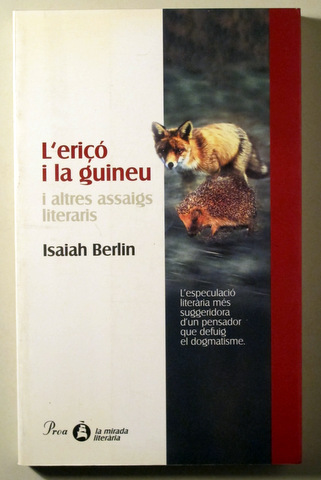 L'eriçó
i la guineu
i altres assaigs
literaris
Isaiah Berlin
L'especulació
literària més
suggeridora
d'un pensador
que defuig
el dogmatisme.
Proa
la mirada
literària